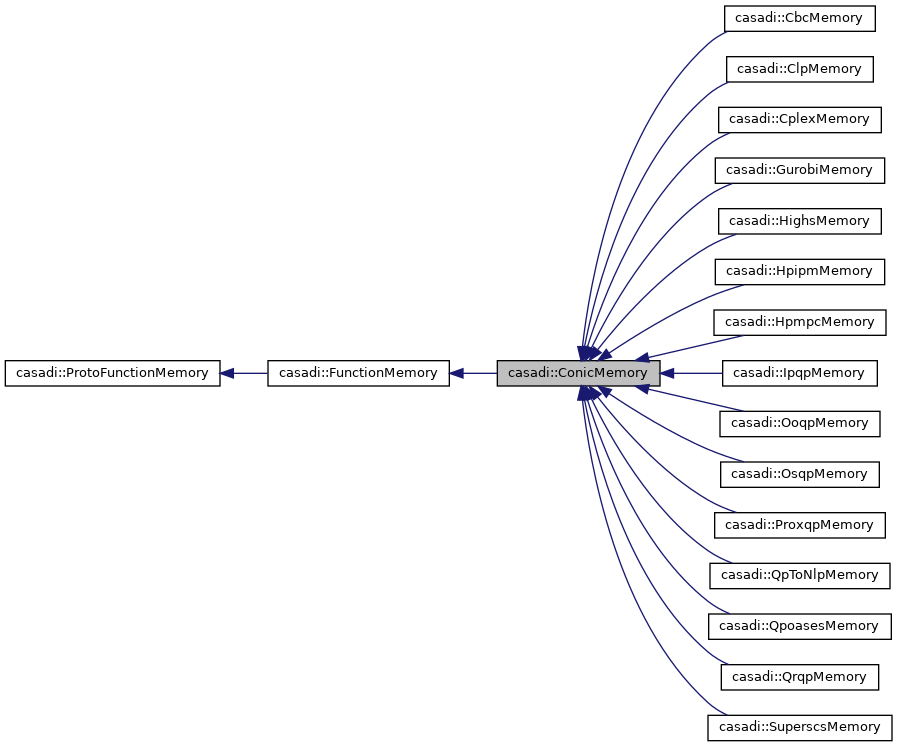 casadi::CbcMemory
casadi::ClpMemory
casadi::CplexMemory
casadi::GurobiMemory
casadi::HighsMemory
casadi::HpipmMemory
casadi::HpmpcMemory
casadi::ProtoFunctionMemory casadi::FunctionMemory casadi::ConicMemory casadi::IpqpMemory
casadi::OoqpMemory
casadi::OsqpMemory
casadi::ProxqpMemory
casadi::QpToNlpMemory
casadi::QpoasesMemory
casadi::QrqpMemory
casadi::SuperscsMemory